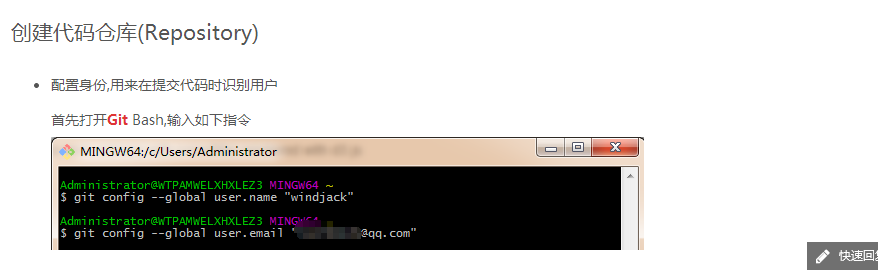 创建代码仓库(Repository)
配置身份,用来在提交代码时识别用户
首先打开Git Bash,输入如下指令
MINGW64:/c/Users/Administrator
Administrator@WTPAMWELXHXLEZ3 MINGW64 ~
$ git config --global user.name "windjack"
Administrator@WTPAMWELXHXLEZ3 MINGW64
$ git config --global user.email "@qq.com"
快速回复